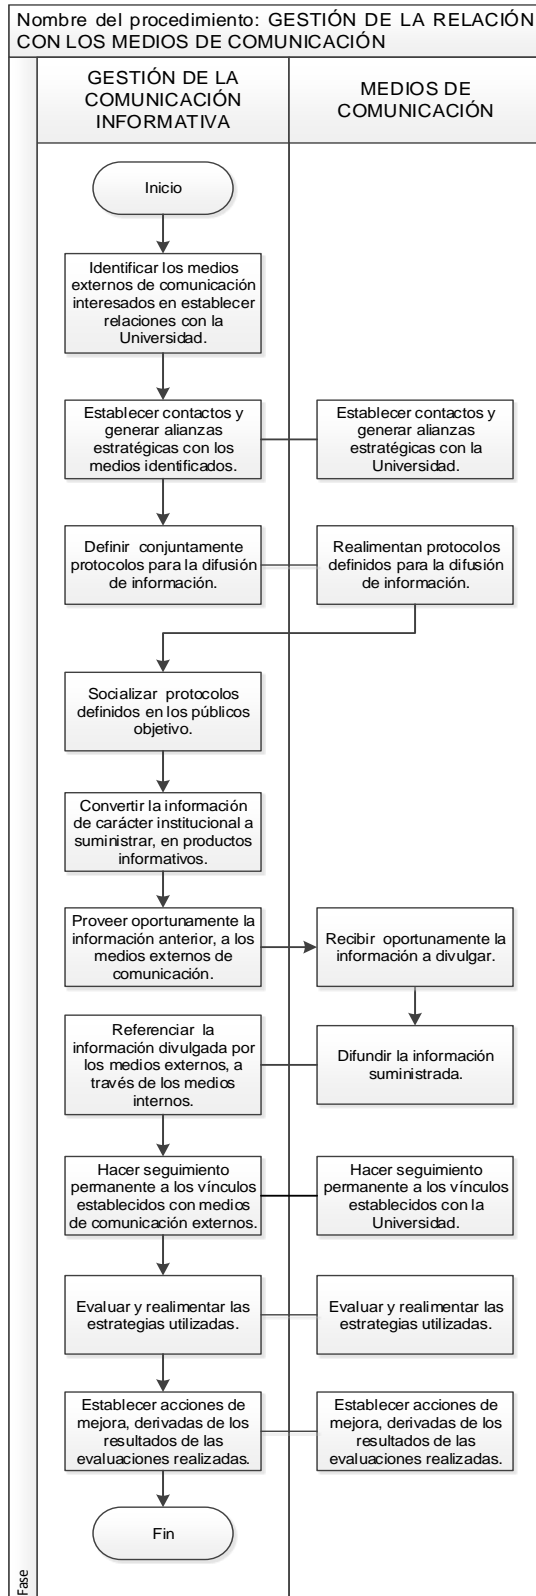 Nombre del procedimiento: GESTIÓN DE LA RELACIÓN
CON LOS MEDIOS DE COMUNICACIÓN
GESTIÓN DE LA
COMUNICACIÓN
INFORMATIVA
MEDIOS DE
COMUNICACIÓN
Inicio
Identificar los medios
externos de comunicación
interesados en establecer
relaciones con la
Universidad.
Establecer contactos y
generar alianzas
estratégicas con los
medios identificados.
Establecer contactos y
generar alianzas
estratégicas con la
Universidad.
Definir conjuntamente
protocolos para la difusión
de información.
Realimentan protocolos
definidos para la difusión
de información.
Socializar protocolos
definidos en los públicos
objetivo.
Convertir la información
de carácter institucional a
suministrar, en productos
informativos.
Proveer oportunamente la
información anterior, a los
medios externos de
comunicación.
Recibir oportunamente la
información a divulgar.
Referenciar la
información divulgada por
los medios externos, a
través de los medios
internos.
Difundir la información
suministrada.
Hacer seguimiento
permanente a los vínculos
establecidos con medios
de comunicación externos.
Hacer seguimiento
permanente a los vínculos
establecidos con la
Universidad.
Evaluar y realimentar las
estrategias utilizadas.
Evaluar y realimentar las
estrategias utilizadas.
Establecer acciones de
mejora, derivadas de los
resultados de las
evaluaciones realizadas.
Establecer acciones de
mejora, derivadas de los
resultados de las
evaluaciones realizadas.
Fin
Fase